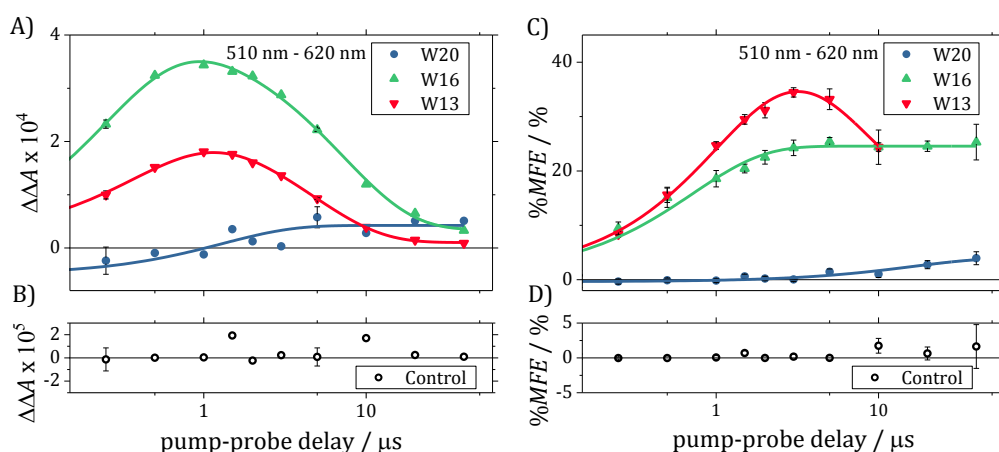 A)
510 nm - 620 nm
W20
W16
W13
4
2
0
ΔΔA x 10⁴
B)
2
0
-2
ΔΔA x 10⁵
Control
1
10
pump-probe delay / μs
C)
510 nm - 620 nm
W20
W16
W13
40
20
0
%MFE / %
D)
5
0
-5
%MFE / %
Control
1
10
pump-probe delay / μs